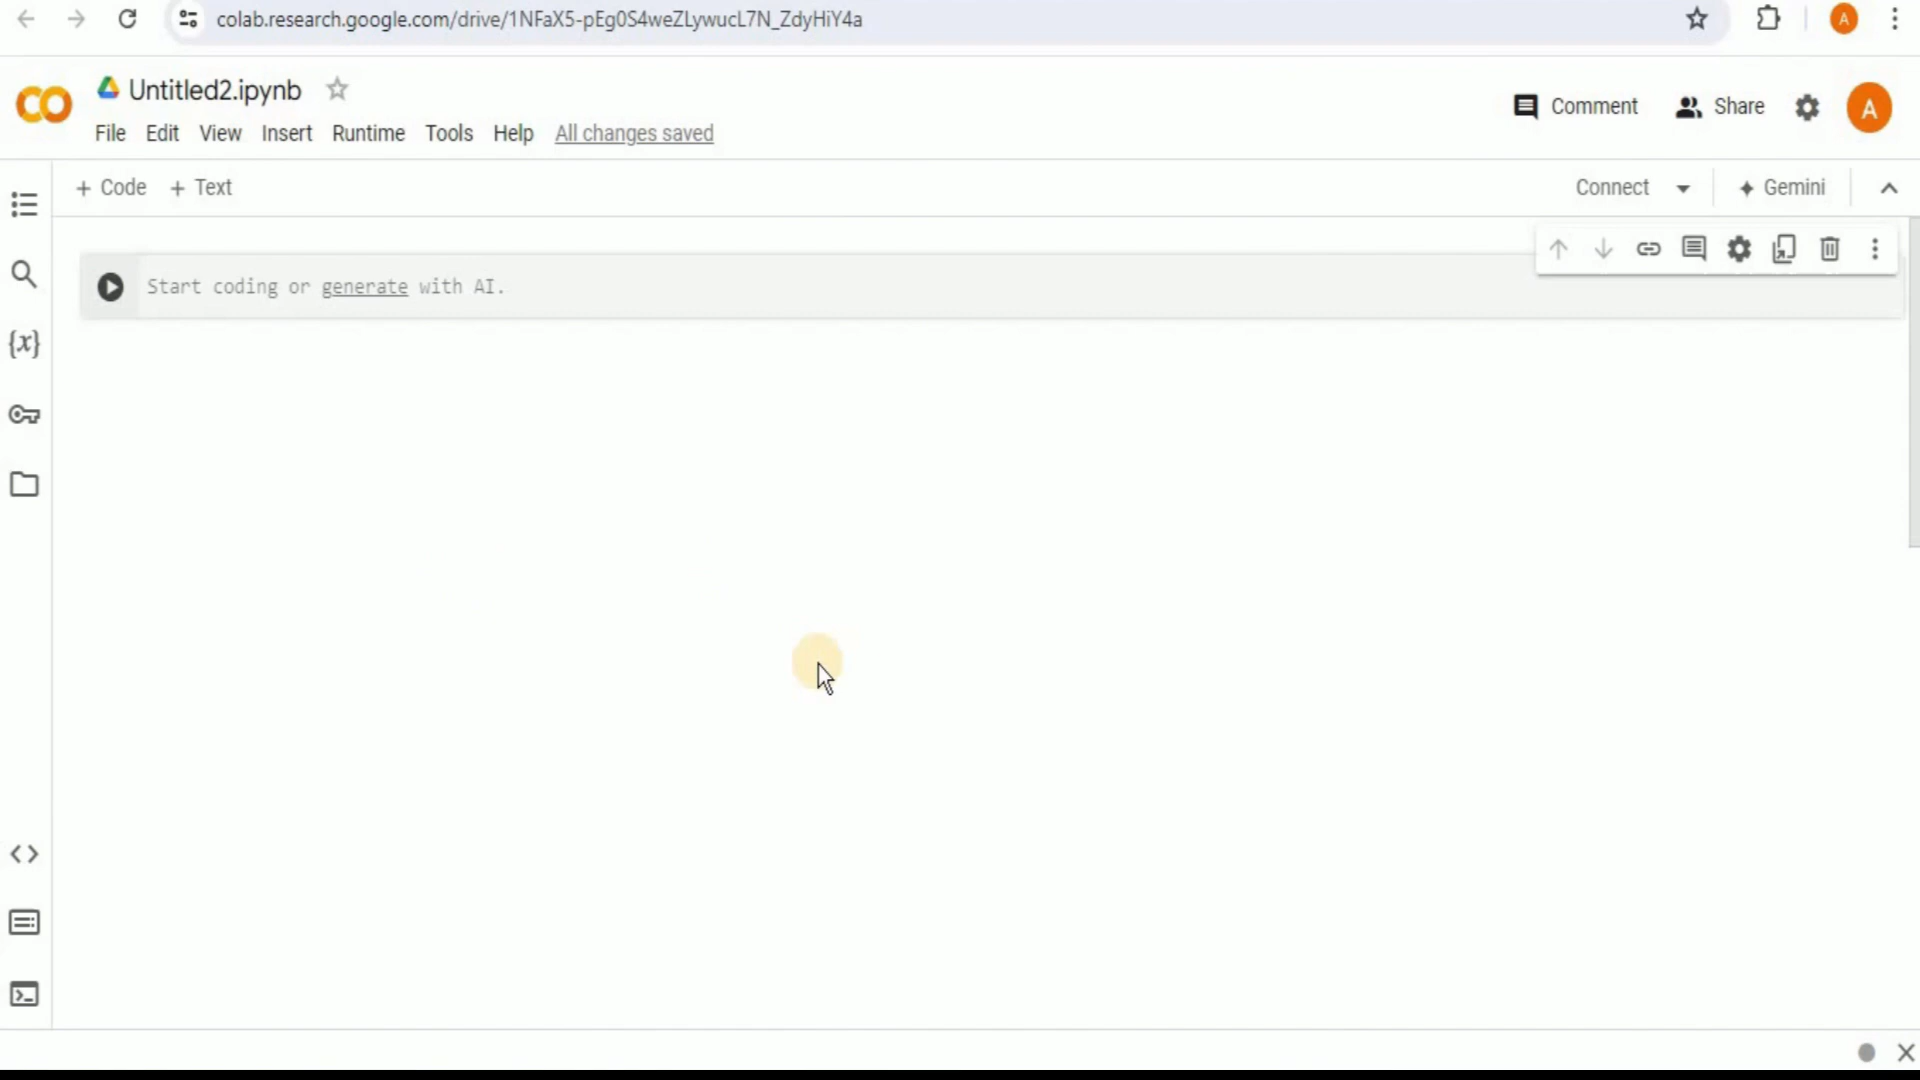 colab.research.google.com/drive/1NFaX5-pEg0S4weZLywucL7N_ZdyHiY4a
A
CO Untitled2.ipynb
Comment Share A
File Edit View Insert Runtime Tools Help All changes saved
+ Code + Text Connect Gemini
Start coding or generate with AI.
{x}